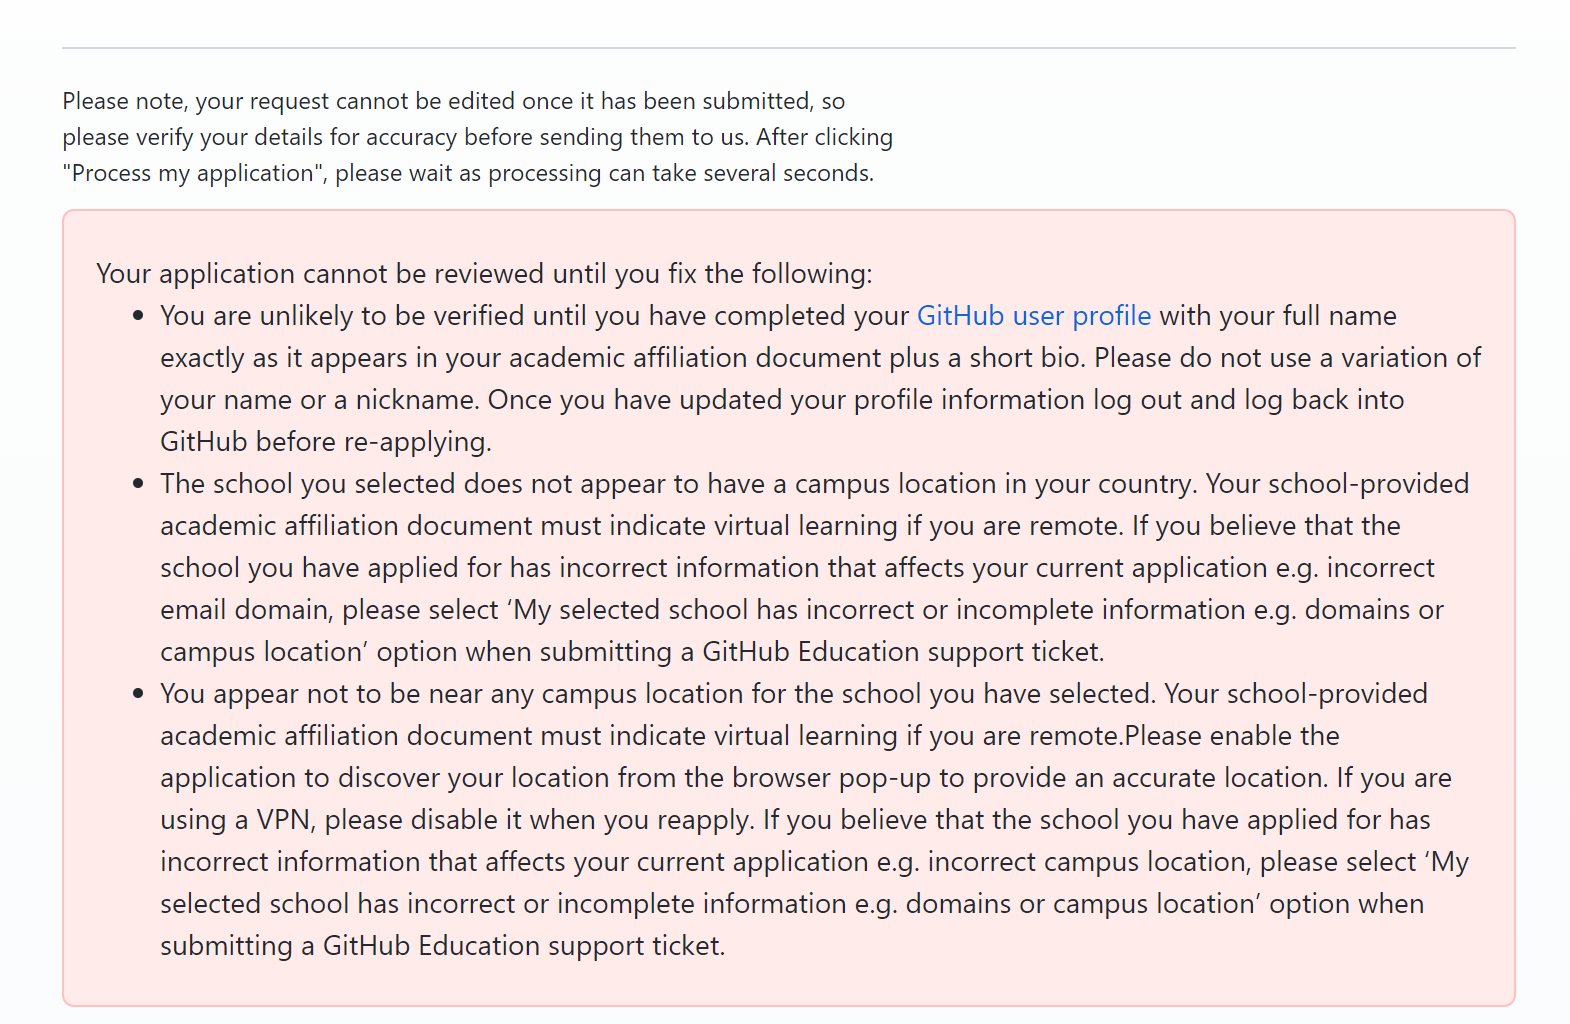 Please note, your request cannot be edited once it has been submitted, so
please verify your details for accuracy before sending them to us. After clicking
"Process my application", please wait as processing can take several seconds.
Your application cannot be reviewed until you fix the following:
• You are unlikely to be verified until you have completed your GitHub user profile with your full name
exactly as it appears in your academic affiliation document plus a short bio. Please do not use a variation of
your name or a nickname. Once you have updated your profile information log out and log back into
GitHub before re-applying.
• The school you selected does not appear to have a campus location in your country. Your school-provided
academic affiliation document must indicate virtual learning if you are remote. If you believe that the
school you have applied for has incorrect information that affects your current application e.g. incorrect
email domain, please select ‘My selected school has incorrect or incomplete information e.g. domains or
campus location’ option when submitting a GitHub Education support ticket.
• You appear not to be near any campus location for the school you have selected. Your school-provided
academic affiliation document must indicate virtual learning if you are remote.Please enable the
application to discover your location from the browser pop-up to provide an accurate location. If you are
using a VPN, please disable it when you reapply. If you believe that the school you have applied for has
incorrect information that affects your current application e.g. incorrect campus location, please select ‘My
selected school has incorrect or incomplete information e.g. domains or campus location’ option when
submitting a GitHub Education support ticket.